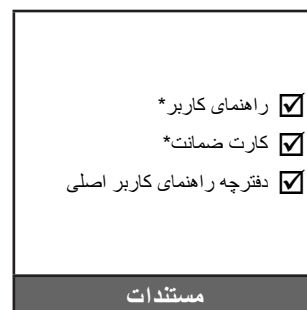 راهنمای کاربر*
کارت ضمانت*
دفترچه راهنمای کاربر اصلی
مستندات